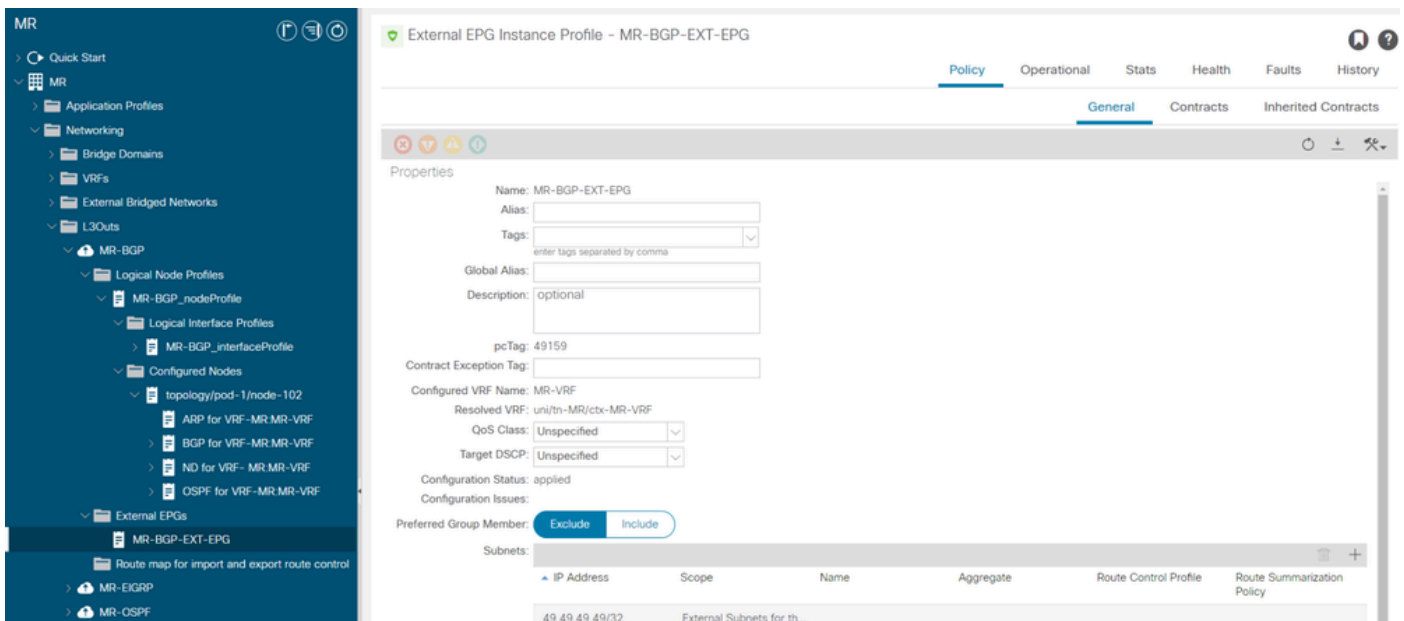 MR
Quick Start
MR
Application Profiles
Networking
Bridge Domains
VRFs
External Bridged Networks
L3Outs
MR-BGP
Logical Node Profiles
MR-BGP_nodeProfile
Logical Interface Profiles
MR-BGP_interfaceProfile
Configured Nodes
topology/pod-1/node-102
ARP for VRF-MR:MR-VRF
BGP for VRF-MR:MR-VRF
ND for VRF- MR:MR-VRF
OSPF for VRF-MR:MR-VRF
External EPGs
MR-BGP-EXT-EPG
Route map for import and export route control
MR-EIGRP
MR-OSPF
External EPG Instance Profile - MR-BGP-EXT-EPG
Policy Operational Stats Health Faults History
General Contracts Inherited Contracts
Properties
Name: MR-BGP-EXT-EPG
Alias:
Tags:
enter tags separated by comma
Global Alias:
Description: optional
pcTag: 49159
Contract Exception Tag:
Configured VRF Name: MR-VRF
Resolved VRF: uni/tn-MR/ctx-MR-VRF
QoS Class: Unspecified
Target DSCP: Unspecified
Configuration Status: applied
Configuration Issues:
Preferred Group Member: Exclude Include
Subnets:
IP Address Scope Name Aggregate Route Control Profile Route Summarization
Policy
49.49.49.49/32 External Subnets for th...